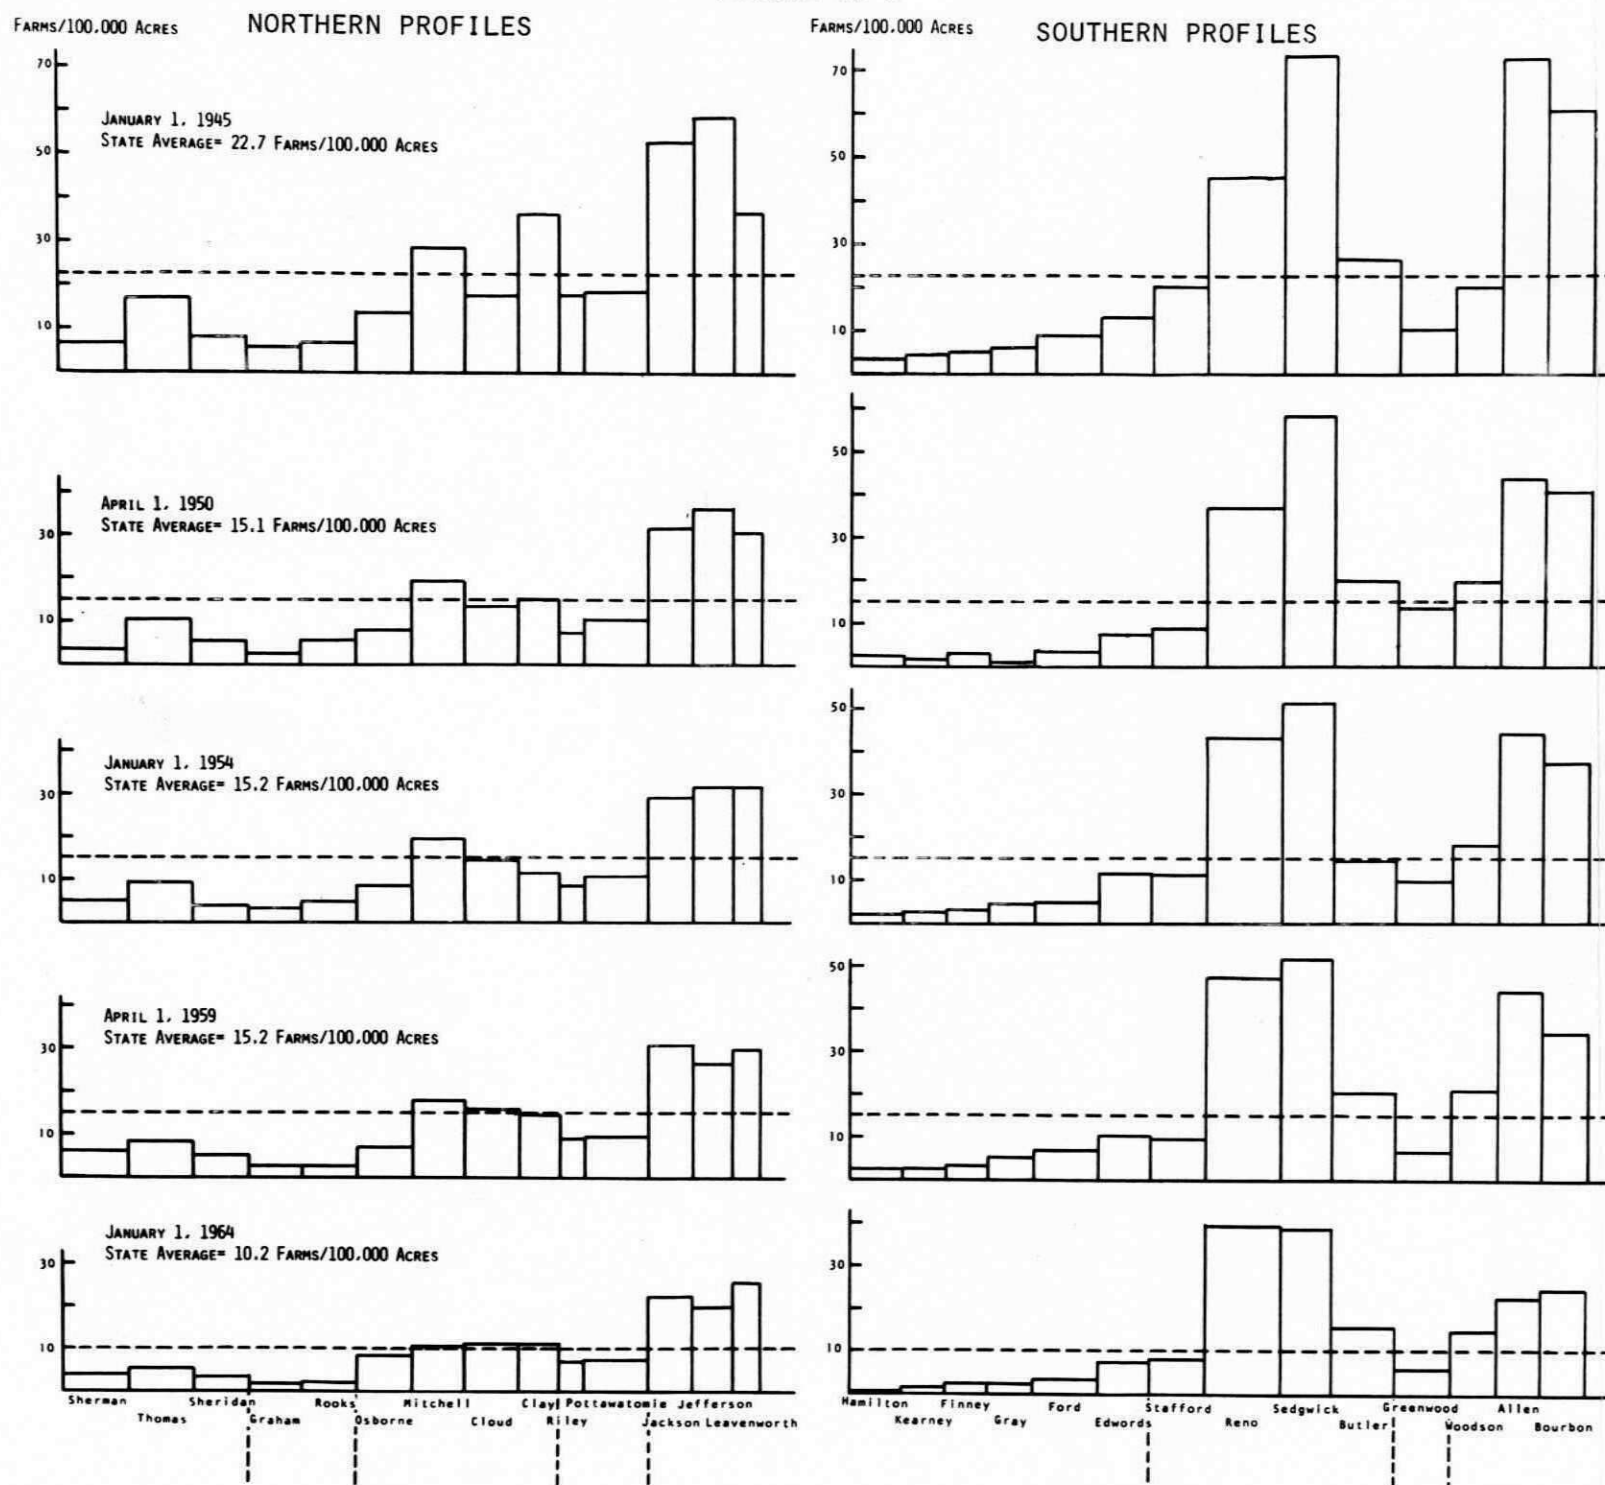 FARMS/100,000 ACRES
NORTHERN PROFILES
70
50
30
10
JANUARY 1, 1945
STATE AVERAGE= 22.7 FARMS/100,000 ACRES
30
10
APRIL 1, 1950
STATE AVERAGE= 15.1 FARMS/100,000 ACRES
30
10
JANUARY 1, 1954
STATE AVERAGE= 15.2 FARMS/100,000 ACRES
30
10
APRIL 1, 1959
STATE AVERAGE= 15.2 FARMS/100,000 ACRES
30
10
JANUARY 1, 1964
STATE AVERAGE= 10.2 FARMS/100,000 ACRES
30
10
Sherman Sheridan Rooks Mitchell Clay Pottawatomie Jefferson
Thomas Graham Osborne Cloud Riley Jackson Leavenworth
FARMS/100,000 ACRES
SOUTHERN PROFILES
70
50
30
10
50
30
10
50
30
10
50
30
10
30
10
Hamilton Finney Ford Stafford Sedgwick Greenwood Allen
Kearney Gray Edwords Reno Butler Woodson Bourbon